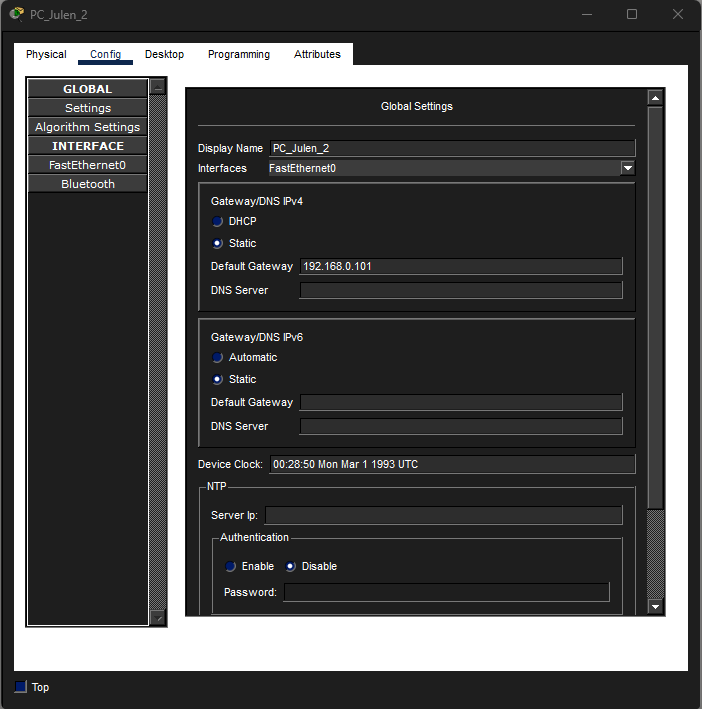 PC_Julen_2
Physical Config Desktop Programming Attributes
GLOBAL
Settings
Algorithm Settings
INTERFACE
FastEthernet0
Bluetooth
Global Settings
Display Name PC_Julen_2
Interfaces FastEthernet0
Gateway/DNS IPv4
DHCP
Static
Default Gateway 192.168.0.101
DNS Server
Gateway/DNS IPv6
Automatic
Static
Default Gateway
DNS Server
Device Clock: 00:28:50 Mon Mar 1 1993 UTC
NTP
Server Ip:
Authentication
Enable Disable
Password:
Top